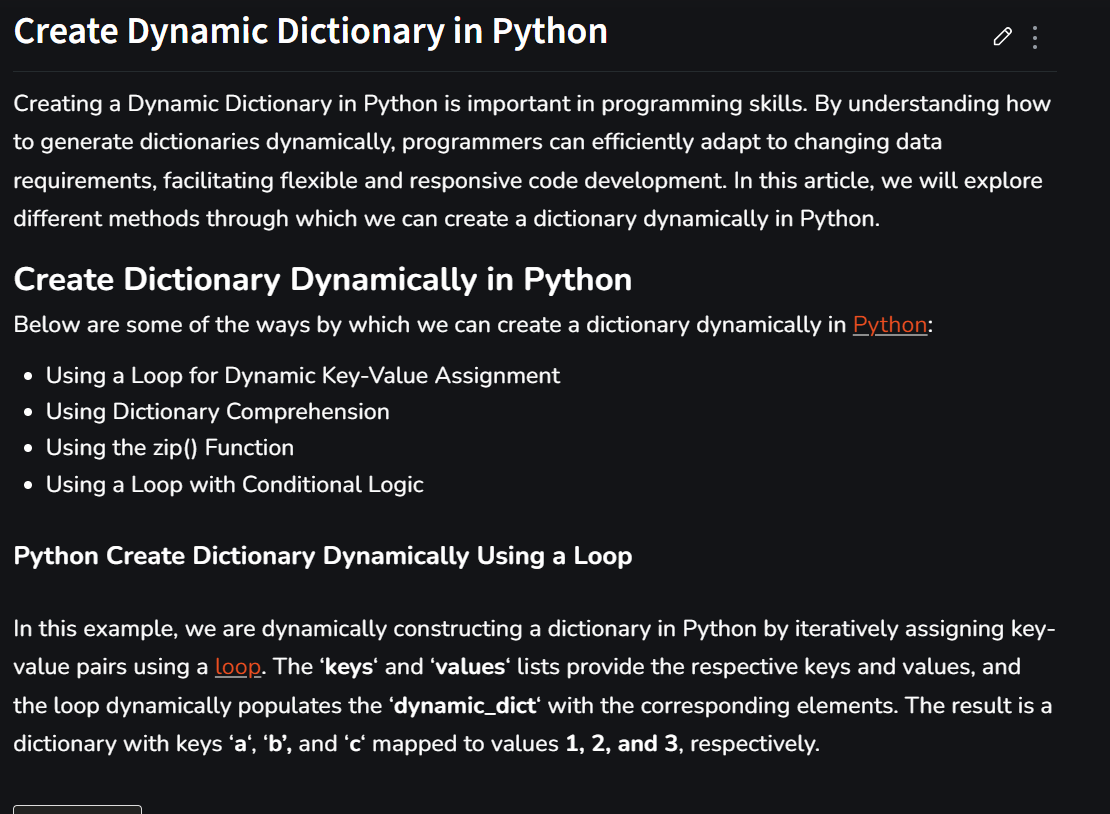 Create Dynamic Dictionary in Python
Creating a Dynamic Dictionary in Python is important in programming skills. By understanding how
to generate dictionaries dynamically, programmers can efficiently adapt to changing data
requirements, facilitating flexible and responsive code development. In this article, we will explore
different methods through which we can create a dictionary dynamically in Python.
Create Dictionary Dynamically in Python
Below are some of the ways by which we can create a dictionary dynamically in Python:
• Using a Loop for Dynamic Key-Value Assignment
• Using Dictionary Comprehension
• Using the zip() Function
• Using a Loop with Conditional Logic
Python Create Dictionary Dynamically Using a Loop
In this example, we are dynamically constructing a dictionary in Python by iteratively assigning key-
value pairs using a loop. The ‘keys‘ and ‘values‘ lists provide the respective keys and values, and
the loop dynamically populates the ‘dynamic_dict‘ with the corresponding elements. The result is a
dictionary with keys ‘a‘, ‘b’, and ‘c‘ mapped to values 1, 2, and 3, respectively.